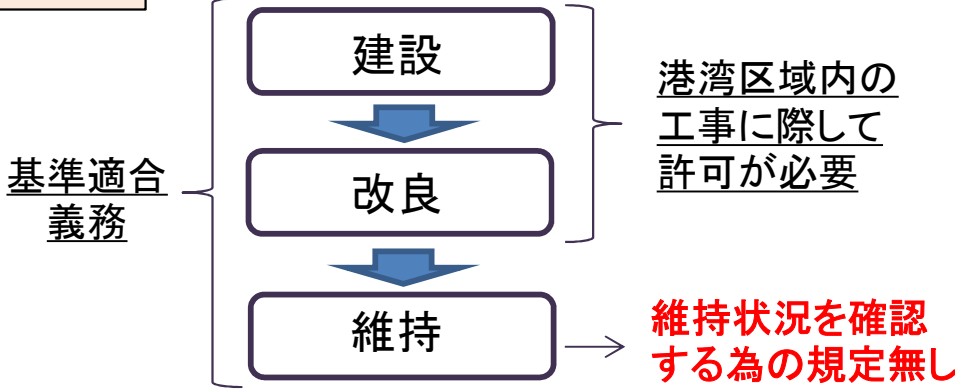 建設
改良
維持
基準適合
義務
港湾区域内の
工事に際して
許可が必要
維持状況を確認
する為の規定無し